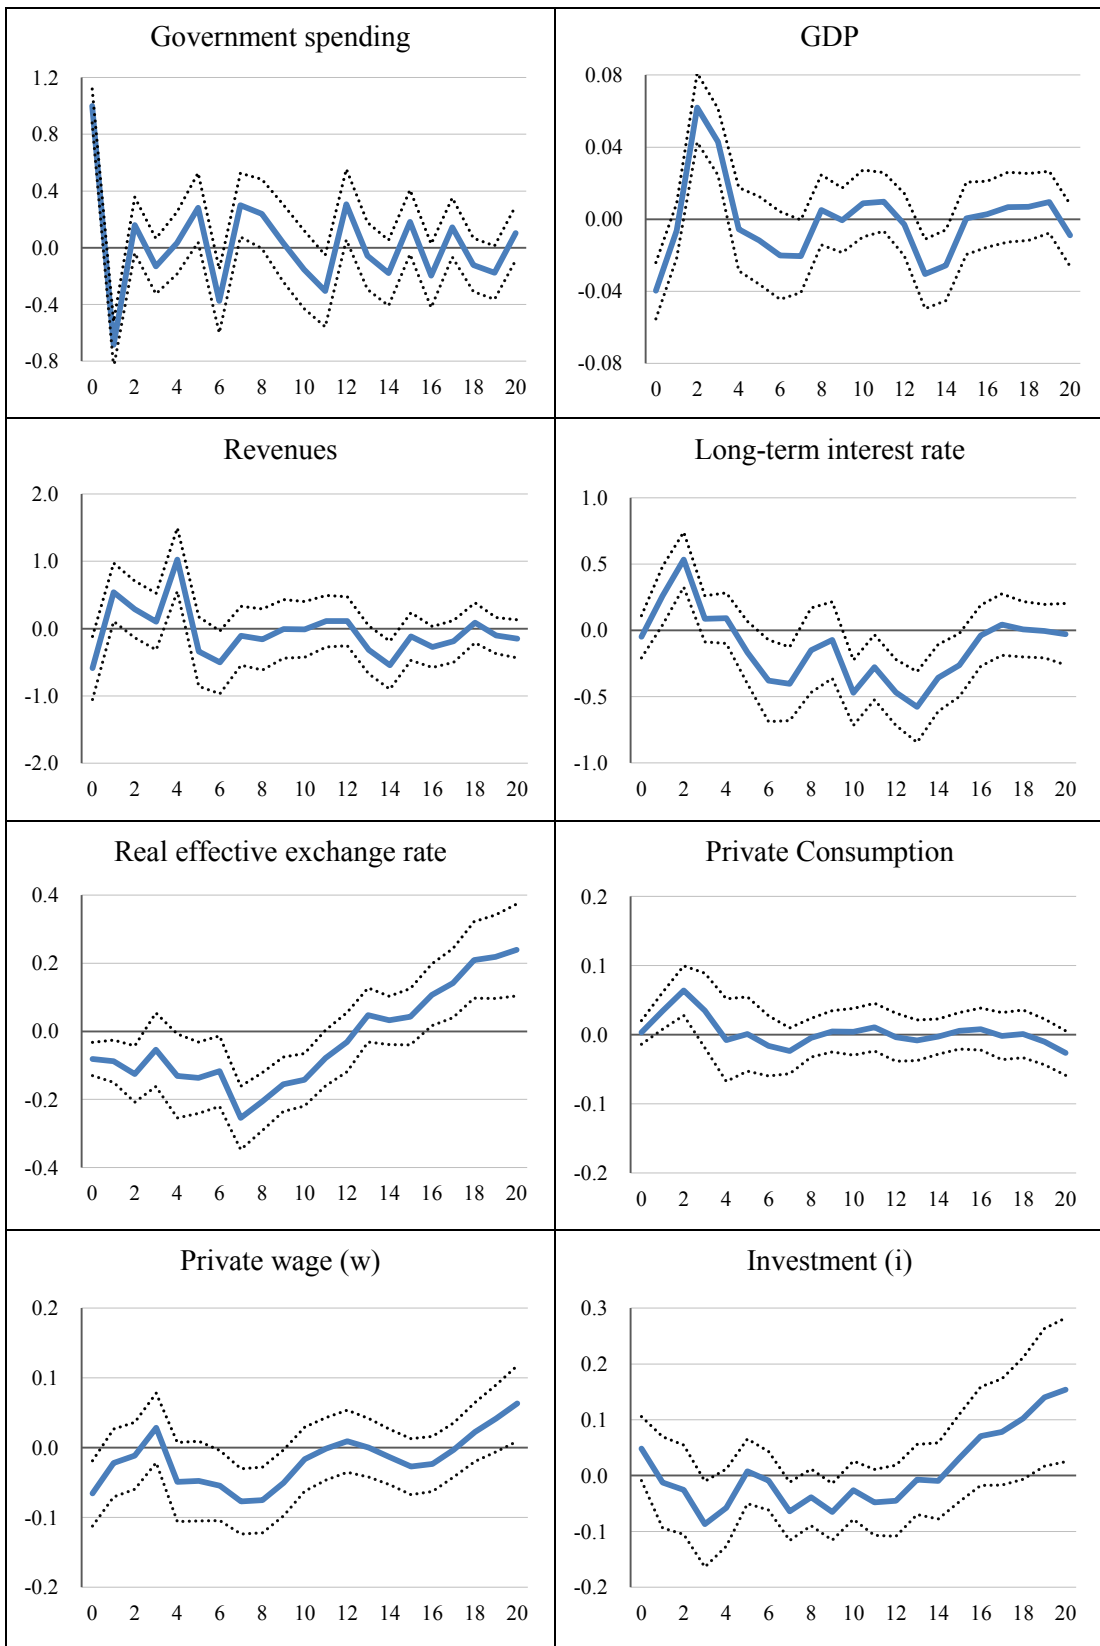 Government spending
1.2
0.8
0.4
0.0
-0.4
-0.8
0 2 4 6 8 10 12 14 16 18 20
GDP
0.08
0.04
0.00
-0.04
-0.08
0 2 4 6 8 10 12 14 16 18 20
Revenues
2.0
1.0
0.0
-1.0
-2.0
0 2 4 6 8 10 12 14 16 18 20
Long-term interest rate
1.0
0.5
0.0
-0.5
-1.0
0 2 4 6 8 10 12 14 16 18 20
Real effective exchange rate
0.4
0.2
0.0
-0.2
-0.4
0 2 4 6 8 10 12 14 16 18 20
Private Consumption
0.2
0.1
0.0
-0.1
-0.2
0 2 4 6 8 10 12 14 16 18 20
Private wage (w)
0.2
0.1
0.0
-0.1
-0.2
0 2 4 6 8 10 12 14 16 18 20
Investment (i)
0.3
0.2
0.1
0.0
-0.1
-0.2
0 2 4 6 8 10 12 14 16 18 20